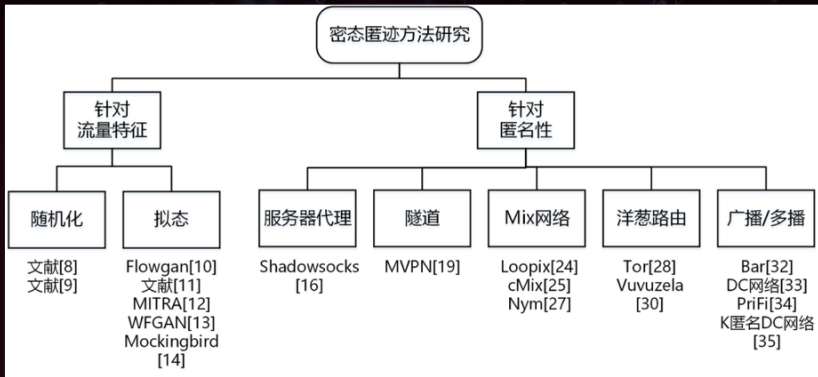 密态匿迹方法研究
针对
流量特征
针对
匿名性
随机化
拟态
服务器代理
隧道
Mix网络
洋葱路由
广播/多播
文献[8]
文献[9]
Flowgan[10]
文献[11]
MITRA[12]
WFGAN[13]
Mockingbird
[14]
Shadowsocks
[16]
MVPN[19]
Loopix[24]
cMix[25]
Nym[27]
Tor[28]
Vuvuzela
[30]
Bar[32]
DC网络[33]
PriFi[34]
K匿名DC网络
[35]